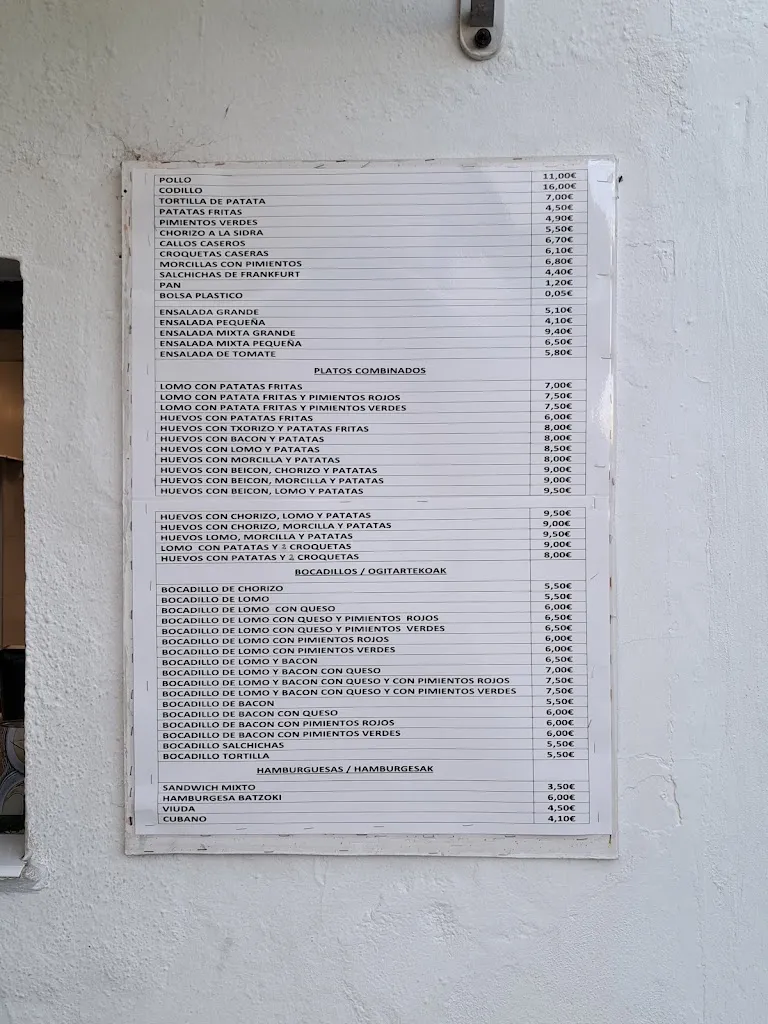 POLLO 11,00€
CODILLO 16,00€
TORTILLA DE PATATA 7,00€
PATATAS FRITAS 4,50€
PIMIENTOS VERDES 4,90€
CHORIZO A LA SIDRA 5,50€
CALLOS CASEROS 6,70€
CROQUETAS CASERAS 6,10€
MORCILLAS CON PIMIENTOS 6,80€
SALCHICHAS DE FRANKFURT 4,40€
PAN 1,20€
BOLSA PLASTICO 0,05€
ENSALADA GRANDE 5,10€
ENSALADA PEQUEÑA 4,10€
ENSALADA MIXTA GRANDE 9,40€
ENSALADA MIXTA PEQUEÑA 6,50€
ENSALADA DE TOMATE 5,80€
PLATOS COMBINADOS
LOMO CON PATATAS FRITAS 7,00€
LOMO CON PATATA FRITAS Y PIMIENTOS ROJOS 7,50€
LOMO CON PATATA FRITAS Y PIMIENTOS VERDES 7,50€
HUEVOS CON PATATAS FRITAS 6,00€
HUEVOS CON TXORIZO Y PATATAS FRITAS 8,00€
HUEVOS CON BACON Y PATATAS 8,00€
HUEVOS CON LOMO Y PATATAS 8,50€
HUEVOS CON MORCILLA Y PATATAS 8,00€
HUEVOS CON BEICON, CHORIZO Y PATATAS 9,00€
HUEVOS CON BEICON, MORCILLA Y PATATAS 9,00€
HUEVOS CON BEICON, LOMO Y PATATAS 9,50€
HUEVOS CON CHORIZO, LOMO Y PATATAS 9,50€
HUEVOS CON CHORIZO, MORCILLA Y PATATAS 9,00€
HUEVOS LOMO, MORCILLA Y PATATAS 9,50€
LOMO CON PATATAS Y CROQUETAS 9,00€
HUEVOS CON PATATAS Y 2 CROQUETAS 8,00€
BOCADILLOS / OGITARTEKOAK
BOCADILLO DE CHORIZO 5,50€
BOCADILLO DE LOMO 5,50€
BOCADILLO DE LOMO CON QUESO 6,00€
BOCADILLO DE LOMO CON QUESO Y PIMIENTOS ROJOS 6,50€
BOCADILLO DE LOMO CON QUESO Y PIMIENTOS VERDES 6,50€
BOCADILLO DE LOMO CON PIMIENTOS ROJOS 6,00€
BOCADILLO DE LOMO CON PIMIENTOS VERDES 6,00€
BOCADILLO DE LOMO Y BACON 6,50€
BOCADILLO DE LOMO Y BACON CON QUESO 7,00€
BOCADILLO DE LOMO Y BACON CON QUESO Y CON PIMIENTOS ROJOS 7,50€
BOCADILLO DE LOMO Y BACON CON QUESO Y CON PIMIENTOS VERDES 7,50€
BOCADILLO DE BACON 5,50€
BOCADILLO DE BACON CON QUESO 6,00€
BOCADILLO DE BACON CON PIMIENTOS ROJOS 6,00€
BOCADILLO DE BACON CON PIMIENTOS VERDES 6,00€
BOCADILLO SALCHICHAS 5,50€
BOCADILLO TORTILLA 5,50€
HAMBURGUESAS / HAMBURGESAK
SANDWICH MIXTO 3,50€
HAMBURGESA BATZOKI 6,00€
VIUDA 4,50€
CUBANO 4,10€